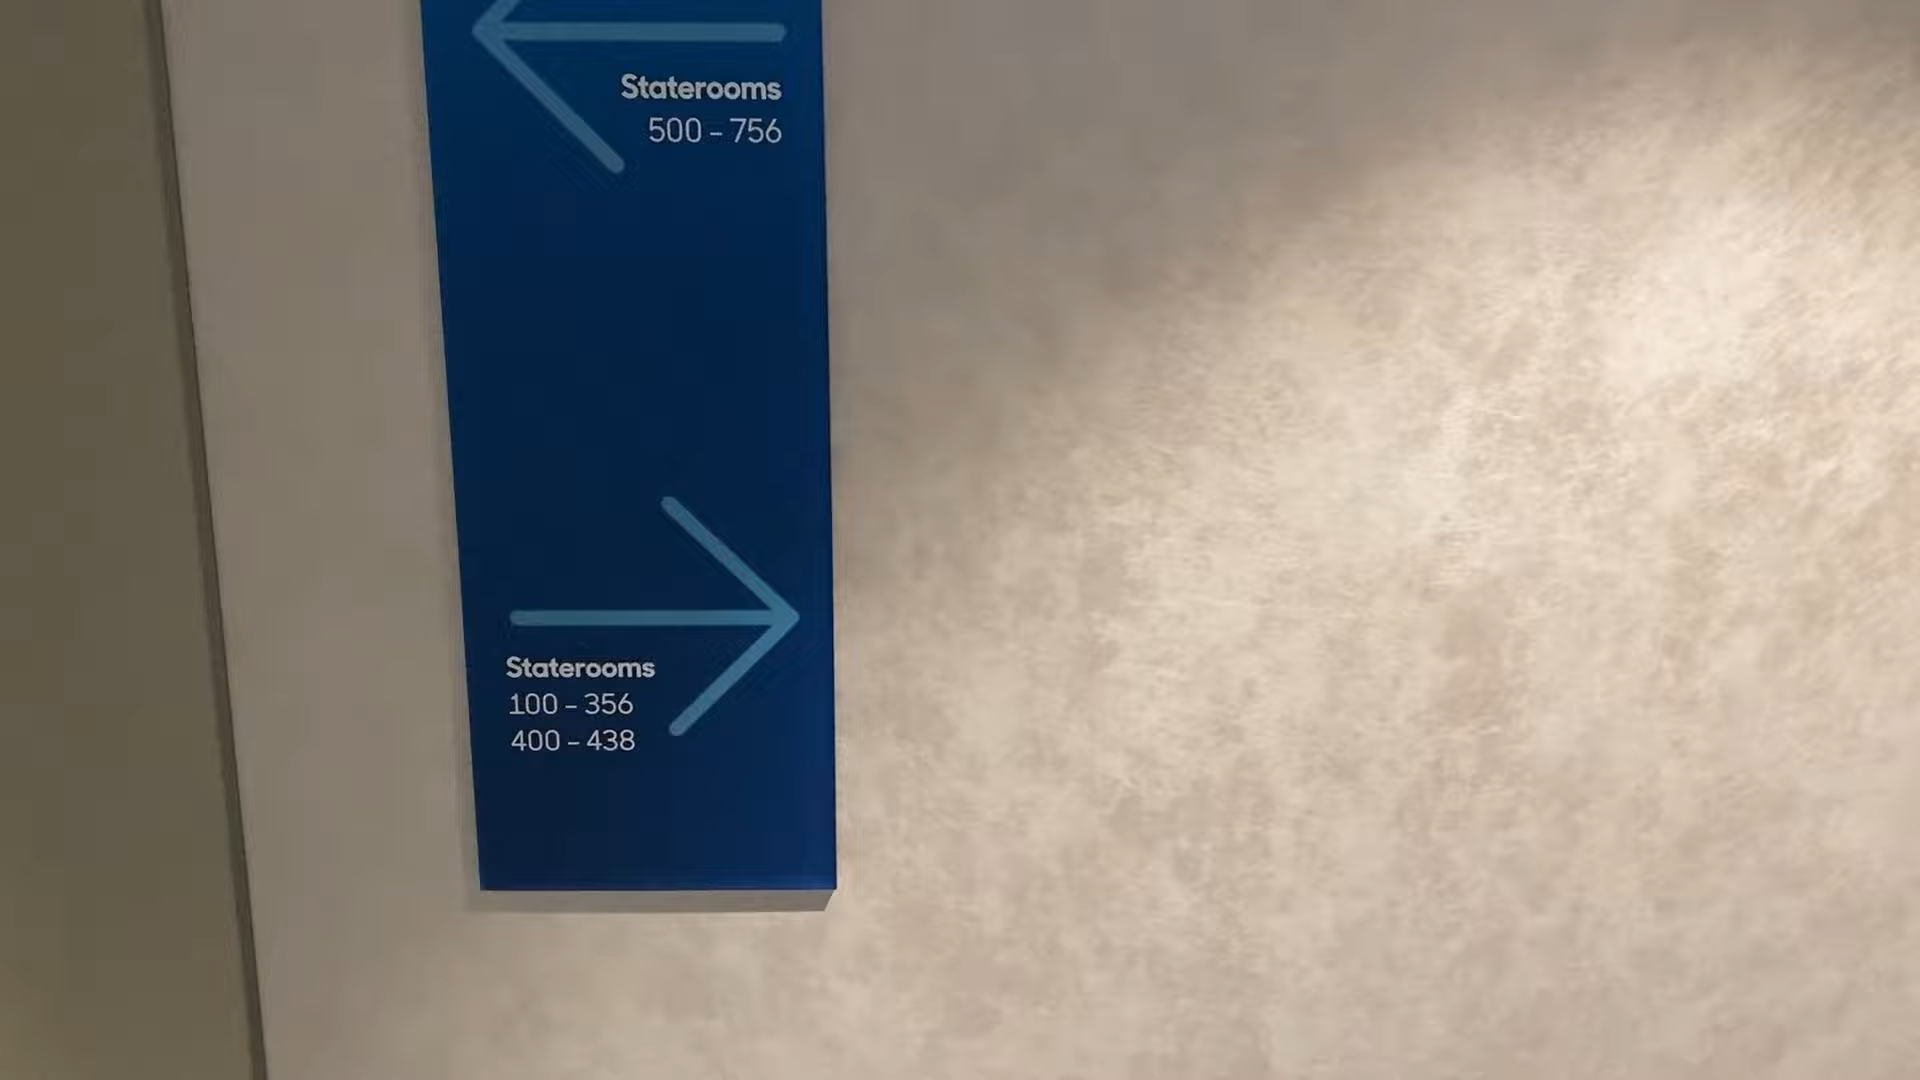 Staterooms
500 – 756
Staterooms
100 – 356
400 – 438